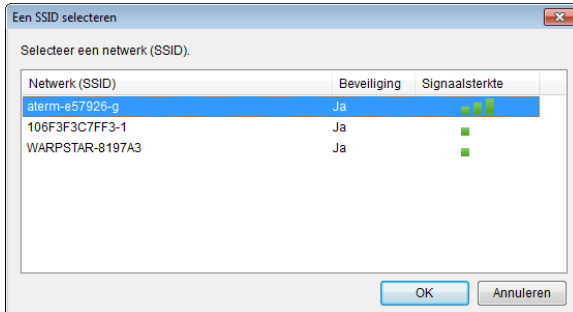 Een SSID selecteren
Selecteer een netwerk (SSID).
Netwerk (SSID) Beveiliging Signaalsterkte
aterm-e57926-g Ja
106F3F3C7FF3-1 Ja
WARPSTAR-8197A3 Ja
OK Annuleren